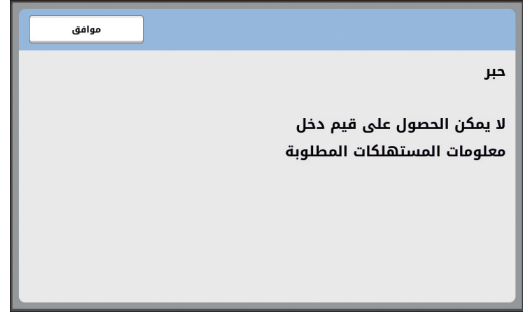 موافق
حبر
لا يمكن الحصول على قيم دخل
معلومات المستهلكات المطلوبة